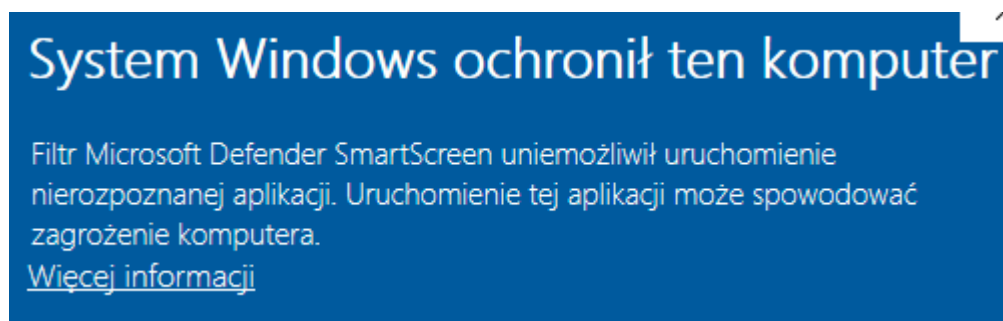 System Windows ochronił ten komputer
Filtr Microsoft Defender SmartScreen uniemożliwił uruchomienie
nierozpoznanej aplikacji. Uruchomienie tej aplikacji może spowodować
zagrożenie komputera.
Więcej informacji